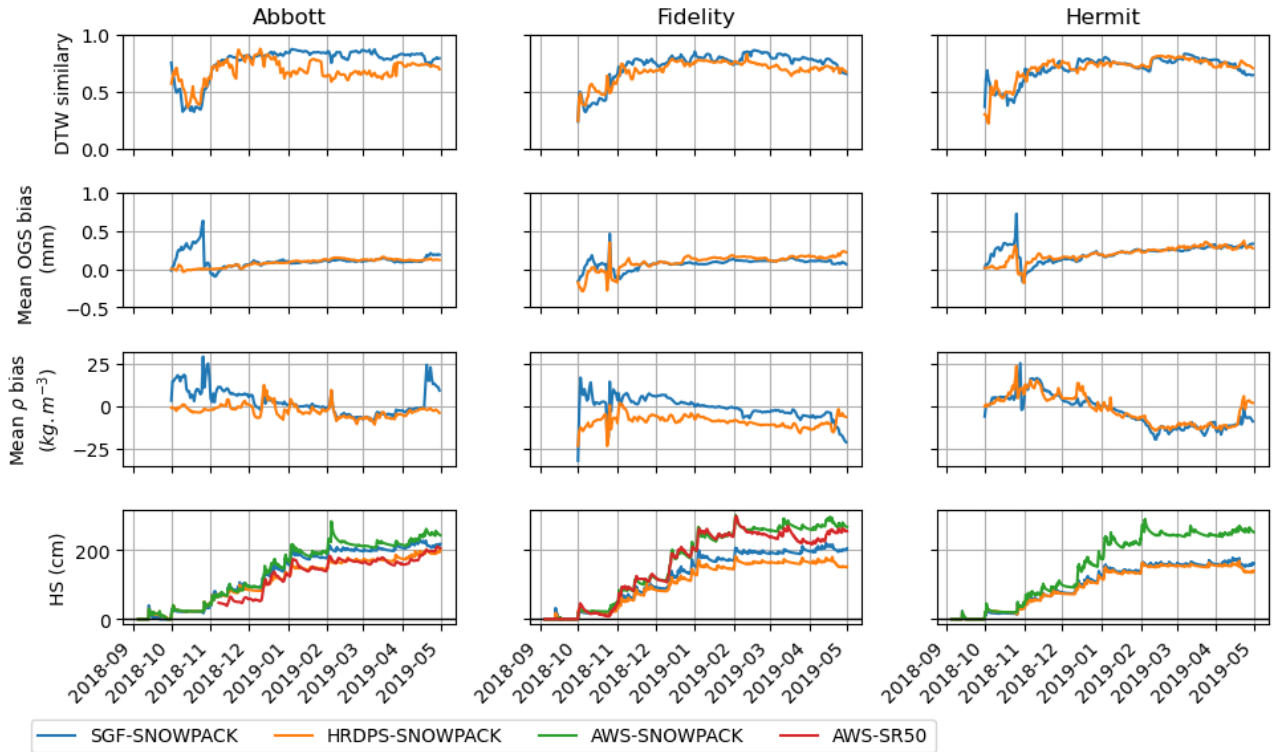 Abbott Fidelity Hermit
DTW similary
1.0
0.5
0.0
Mean OGS bias
(mm)
1.0
0.5
0.0
−0.5
Mean ρ bias
(kg. m⁻³)
25
0
−25
HS (cm)
200
0
2018-09 2018-10 2018-11 2018-12 2019-01 2019-02 2019-03 2019-04 2019-05
2018-09 2018-10 2018-11 2018-12 2019-01 2019-02 2019-03 2019-04 2019-05
2018-09 2018-10 2018-11 2018-12 2019-01 2019-02 2019-03 2019-04 2019-05
SGF-SNOWPACK HRDPS-SNOWPACK AWS-SNOWPACK AWS-SR50